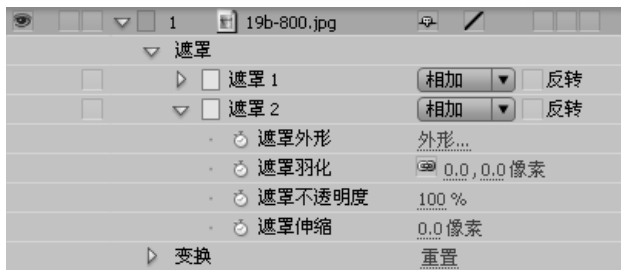 1 19b-800.jpg
遮罩
遮罩 1 相加 反转
遮罩 2 相加 反转
遮罩外形 外形...
遮罩羽化 0.0,0.0像素
遮罩不透明度 100 %
遮罩伸缩 0.0像素
变换 重置